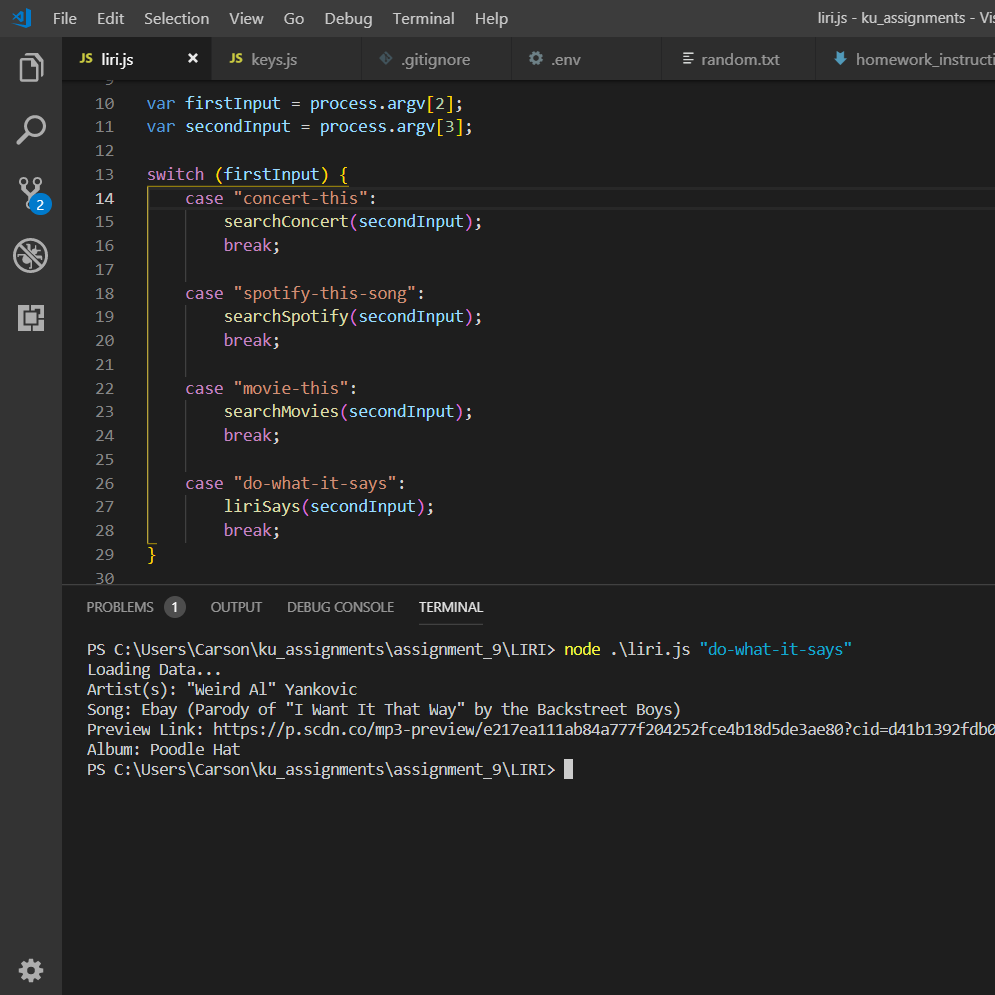 File Edit Selection View Go Debug Terminal Help liri.js - ku_assignments - Vis
JS liri.js × JS keys.js .gitignore .env random.txt homework_instructi
9
10 var firstInput = process.argv[2];
11 var secondInput = process.argv[3];
12
13 switch (firstInput) {
14 case "concert-this":
15 searchConcert(secondInput);
16 break;
17
18 case "spotify-this-song":
19 searchSpotify(secondInput);
20 break;
21
22 case "movie-this":
23 searchMovies(secondInput);
24 break;
25
26 case "do-what-it-says":
27 liriSays(secondInput);
28 break;
29 }
30
2
PROBLEMS 1 OUTPUT DEBUG CONSOLE TERMINAL
PS C:\Users\Carson\ku_assignments\assignment_9\LIRI> node .\liri.js "do-what-it-says"
Loading Data...
Artist(s): "Weird Al" Yankovic
Song: Ebay (Parody of "I Want It That Way" by the Backstreet Boys)
Preview Link: https://p.scdn.co/mp3-preview/e217ea111ab84a777f204252fce4b18d5de3ae80?cid=d41b1392fdb0
Album: Poodle Hat
PS C:\Users\Carson\ku_assignments\assignment_9\LIRI>